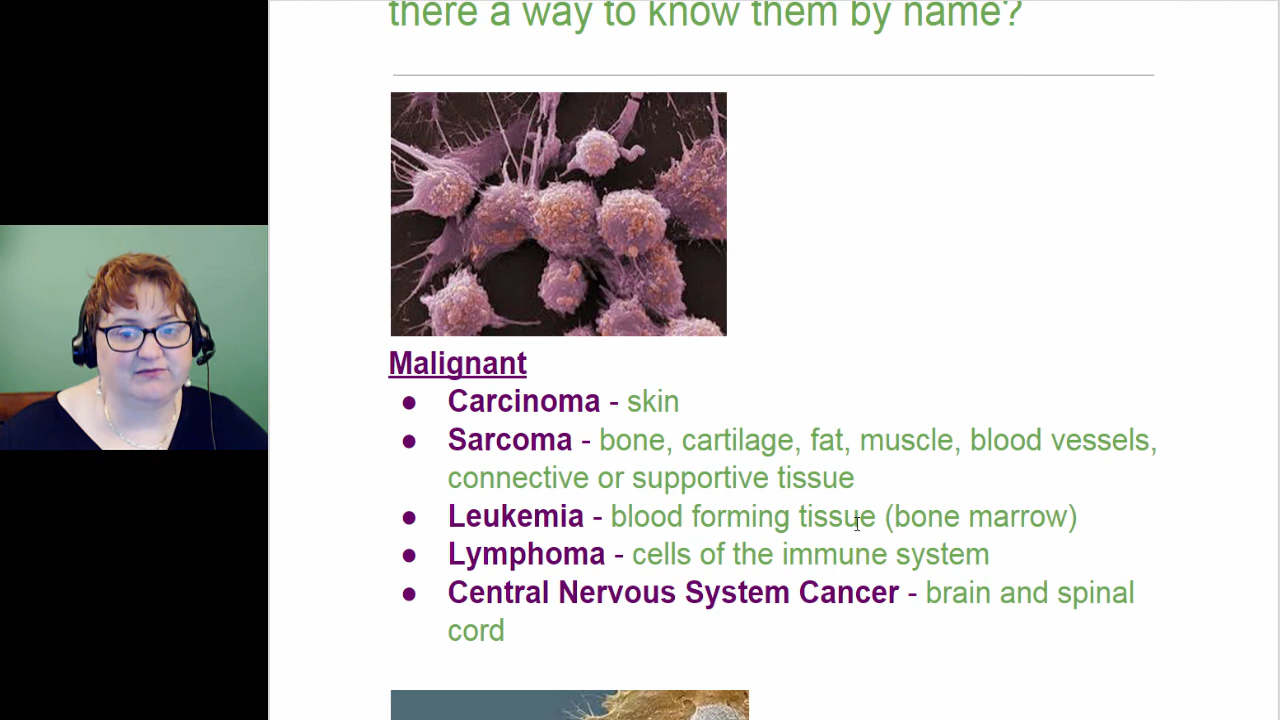 there a way to know them by name?
Malignant
● Carcinoma - skin
● Sarcoma - bone, cartilage, fat, muscle, blood vessels,
connective or supportive tissue
● Leukemia - blood forming tissue (bone marrow)
● Lymphoma - cells of the immune system
● Central Nervous System Cancer - brain and spinal
cord